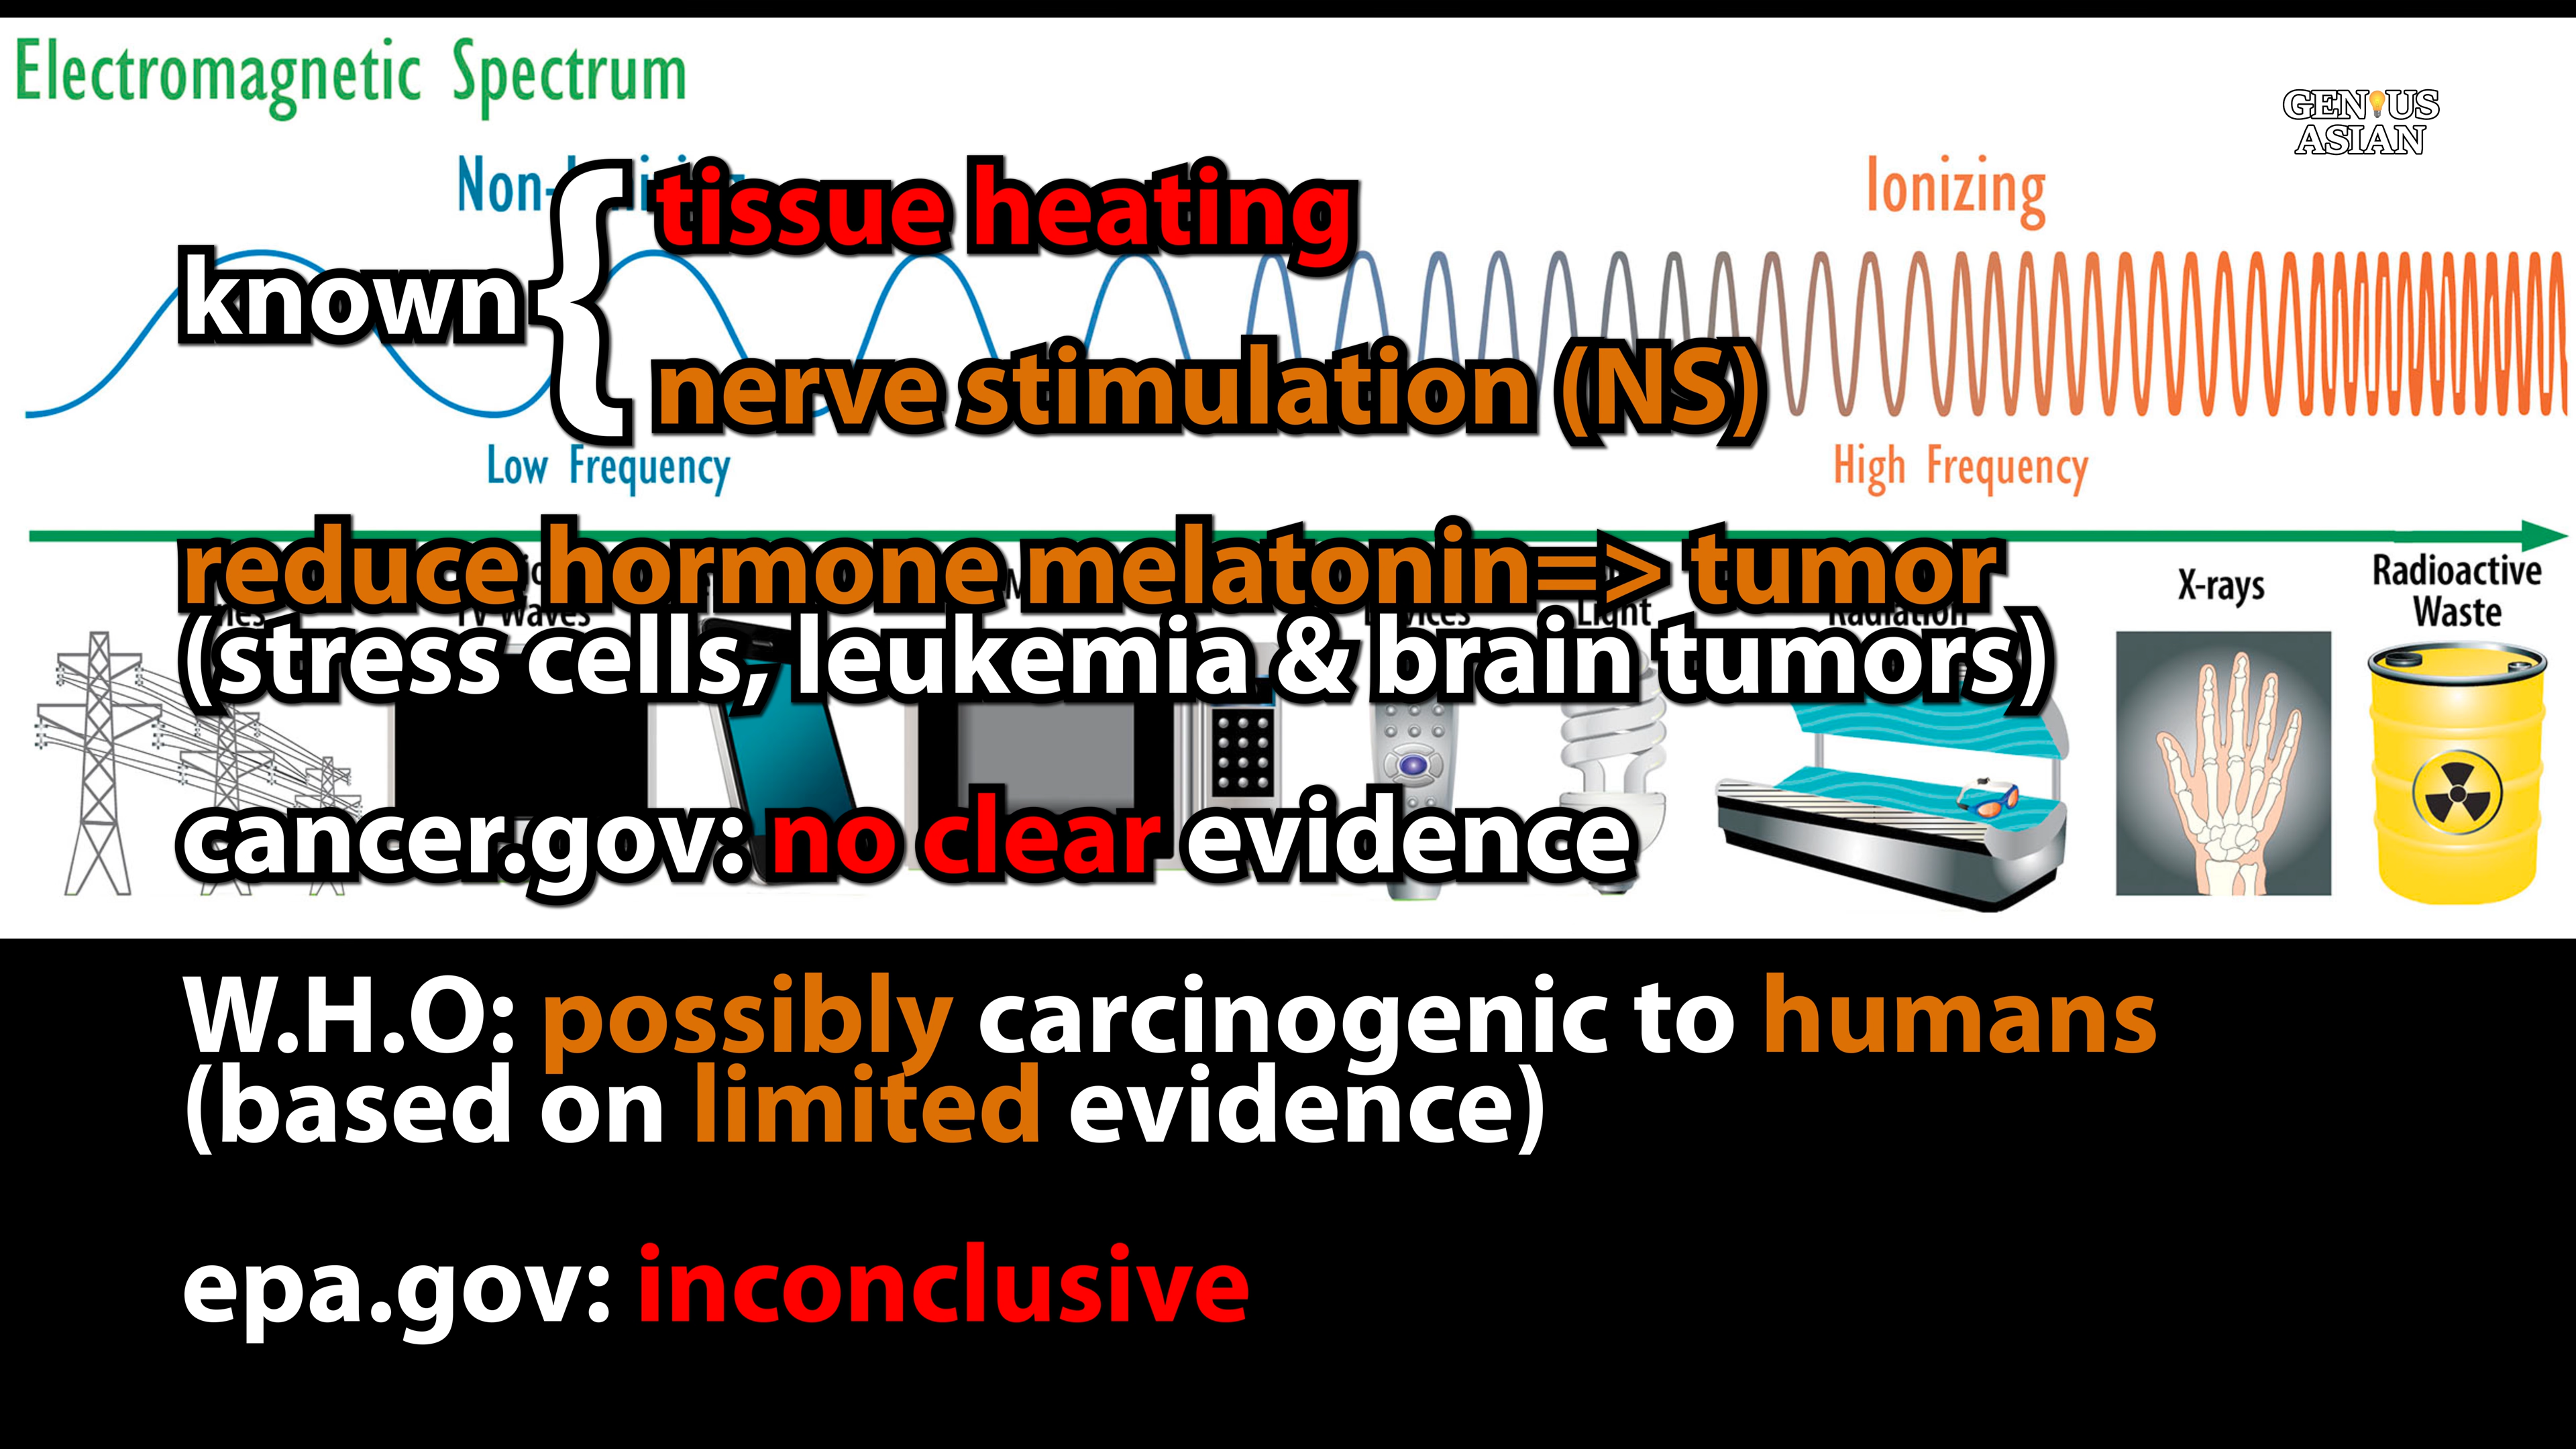 Electromagnetic Spectrum
GENIUS
ASIAN
Ionizing
tissue heating
known
nerve stimulation (NS)
Low Frequency
High Frequency
reduce hormone melatonin=> tumor
(stress cells, leukemia & brain tumors)
X-rays
Radioactive
Waste
cancer.gov: no clear evidence
W.H.O: possibly carcinogenic to humans
(based on limited evidence)
epa.gov: inconclusive